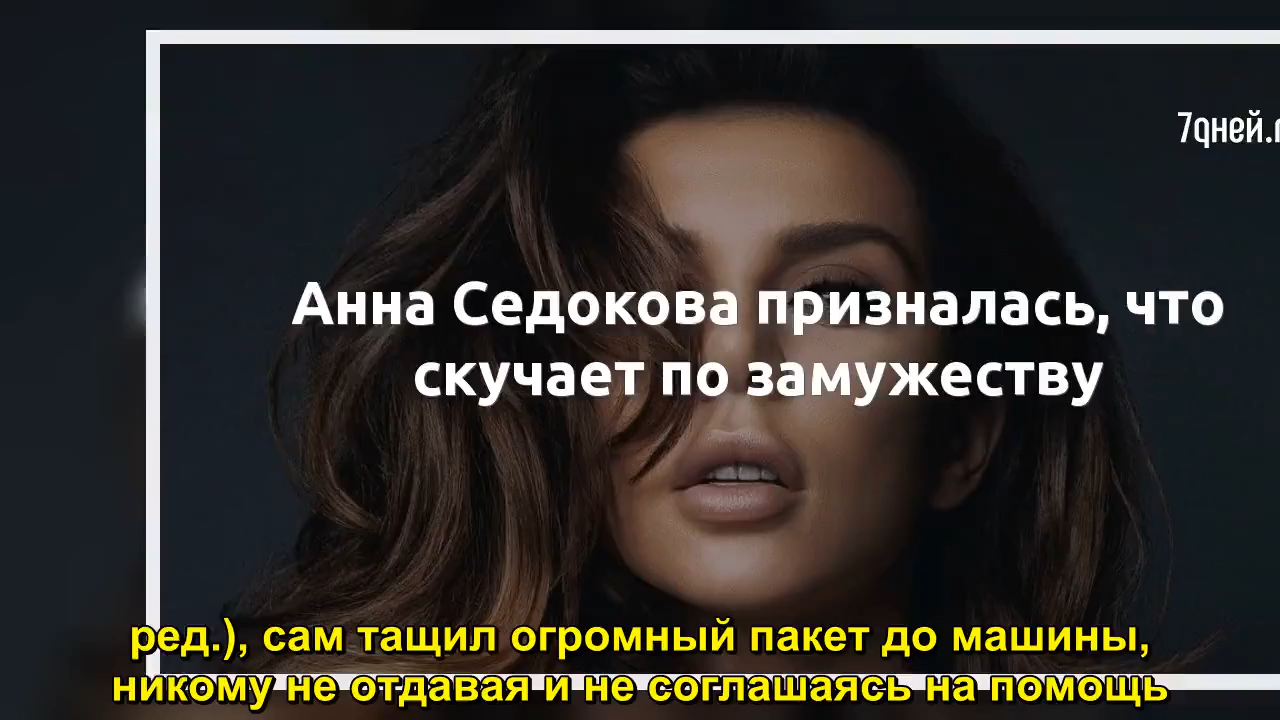 7дней.
Анна Седокова призналась, что
скучает по замужеству
ред.), сам тащил огромный пакет до машины,
никому не отдавая и не соглашаясь на помощь